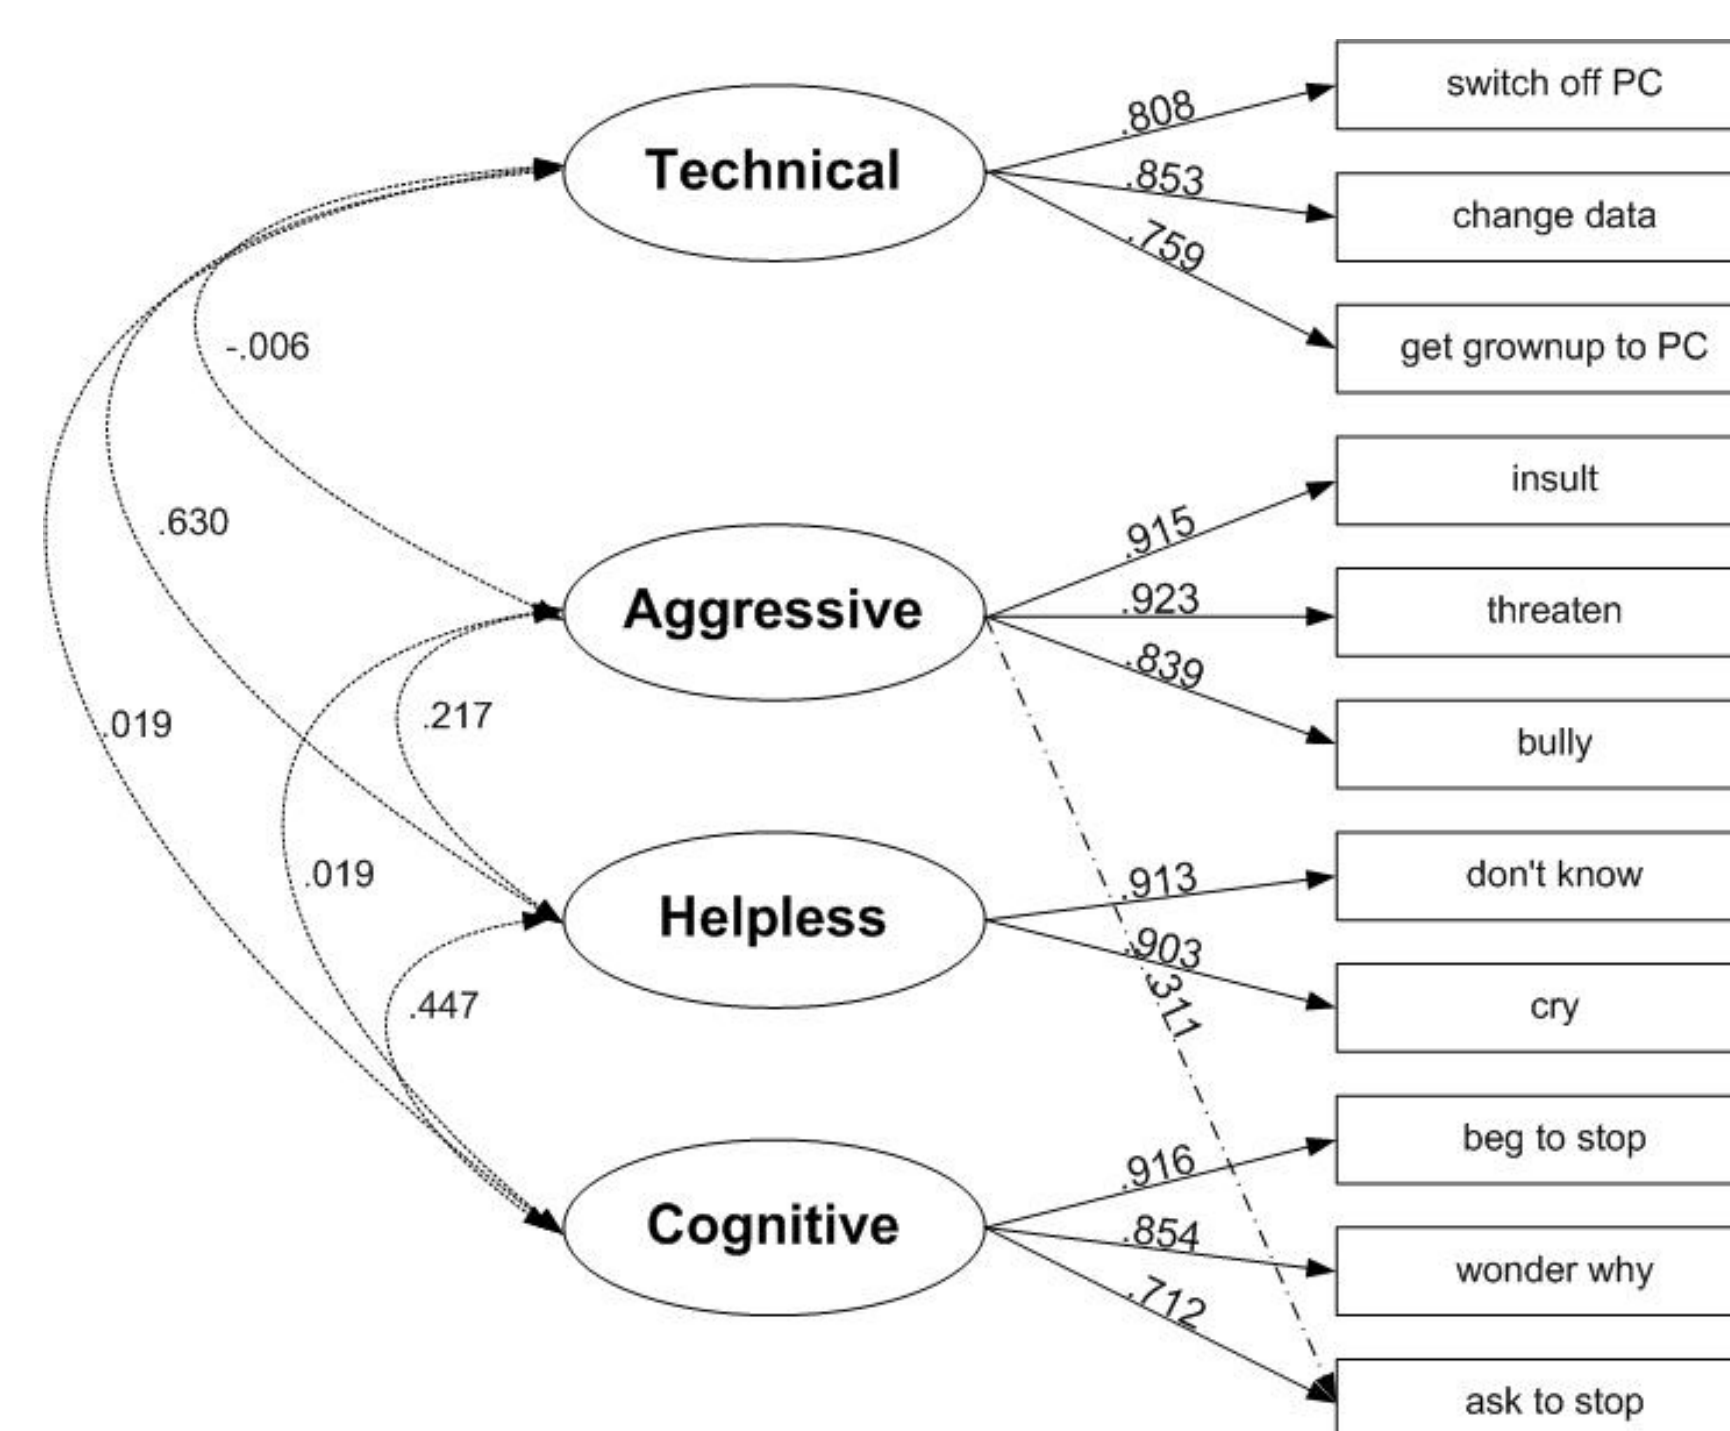 switch off PC
.808
Technical
.853
change data
.759
-.006
get grownup to PC
insult
.915
.630
Aggressive
.923
threaten
.839
.217
.019
bully
.019
.913
don't know
Helpless
.903
.311
.447
cry
beg to stop
.916
Cognitive
.854
wonder why
.712
ask to stop